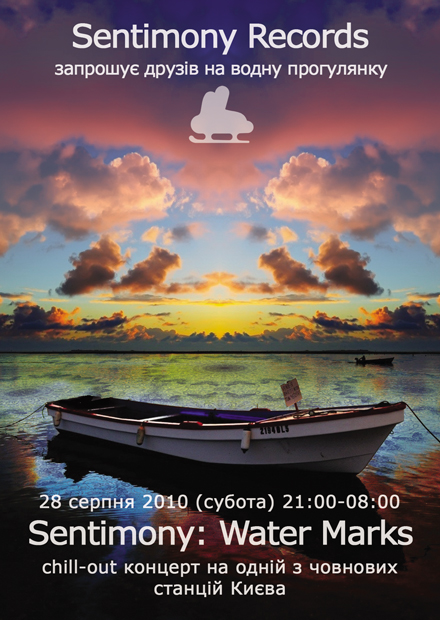 Sentimony Records
запрошує друзів на водну прогулянку
28 серпня 2010 (субота) 21:00-08:00
Sentimony: Water Marks
chill-out концерт на одній з човнових
станцій Києва